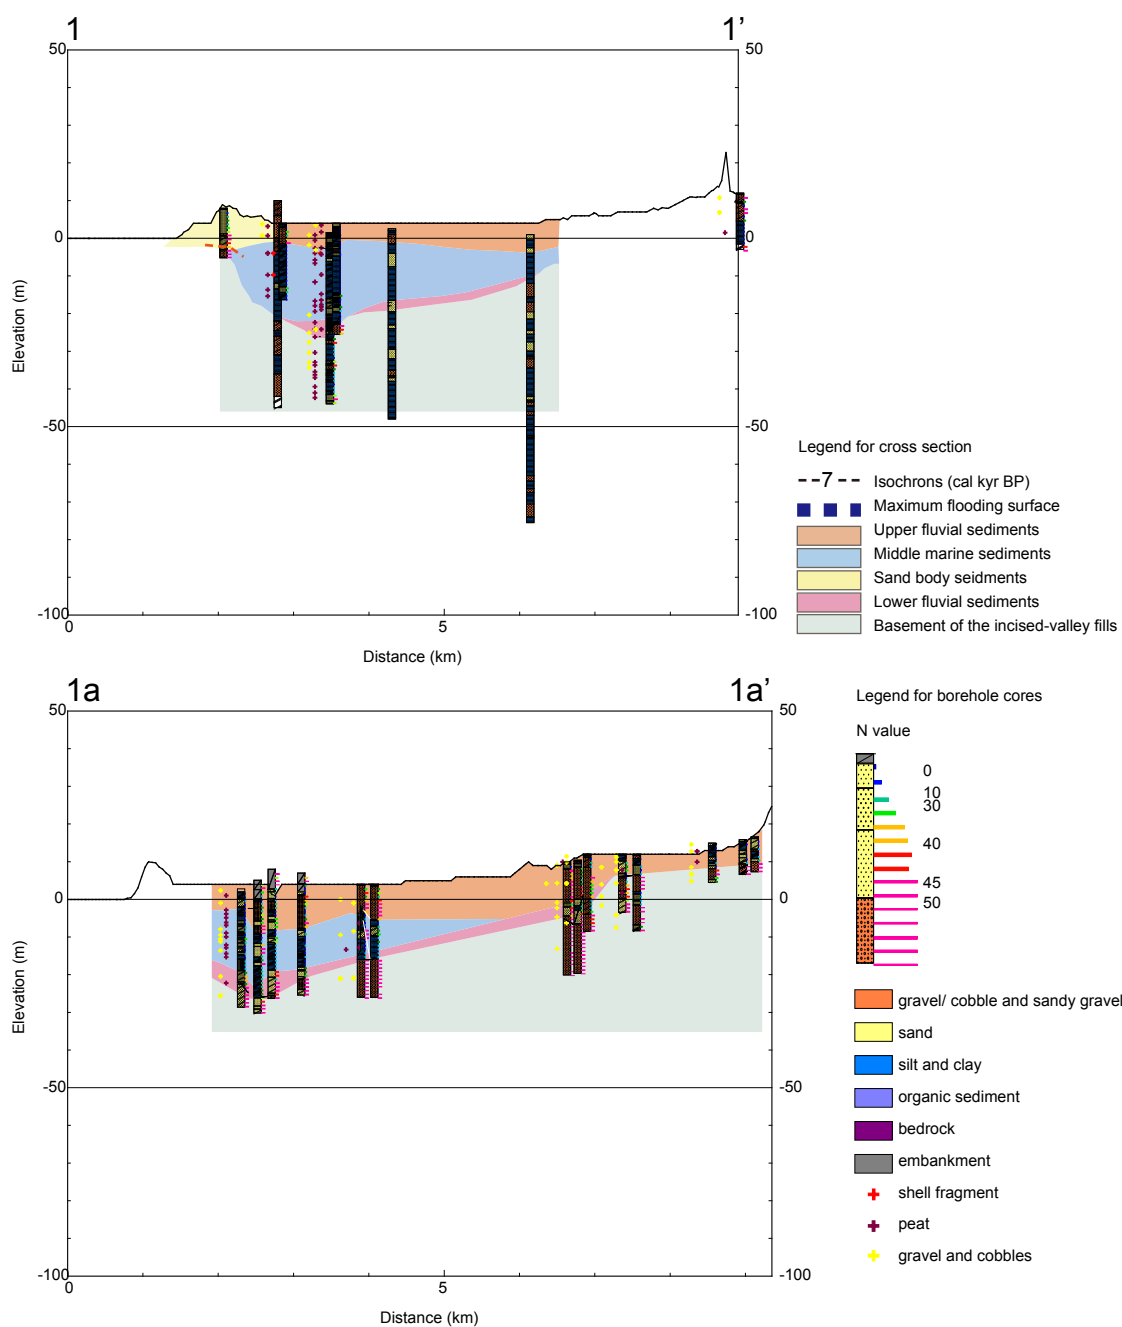 1 1’
50 50
0 0
-50 -50
-100 -100
0 5
Elevation (m)
Distance (km)
Legend for cross section
--7-- Isochrons (cal kyr BP)
Maximum flooding surface
Upper fluvial sediments
Middle marine sediments
Sand body seidments
Lower fluvial sediments
Basement of the incised-valley fills
1a 1a’
50 50
0 0
-50 -50
-100 -100
0 5
Elevation (m)
Distance (km)
Legend for borehole cores
N value
0
10
30
40
45
50
gravel/ cobble and sandy gravel
sand
silt and clay
organic sediment
bedrock
embankment
shell fragment
peat
gravel and cobbles